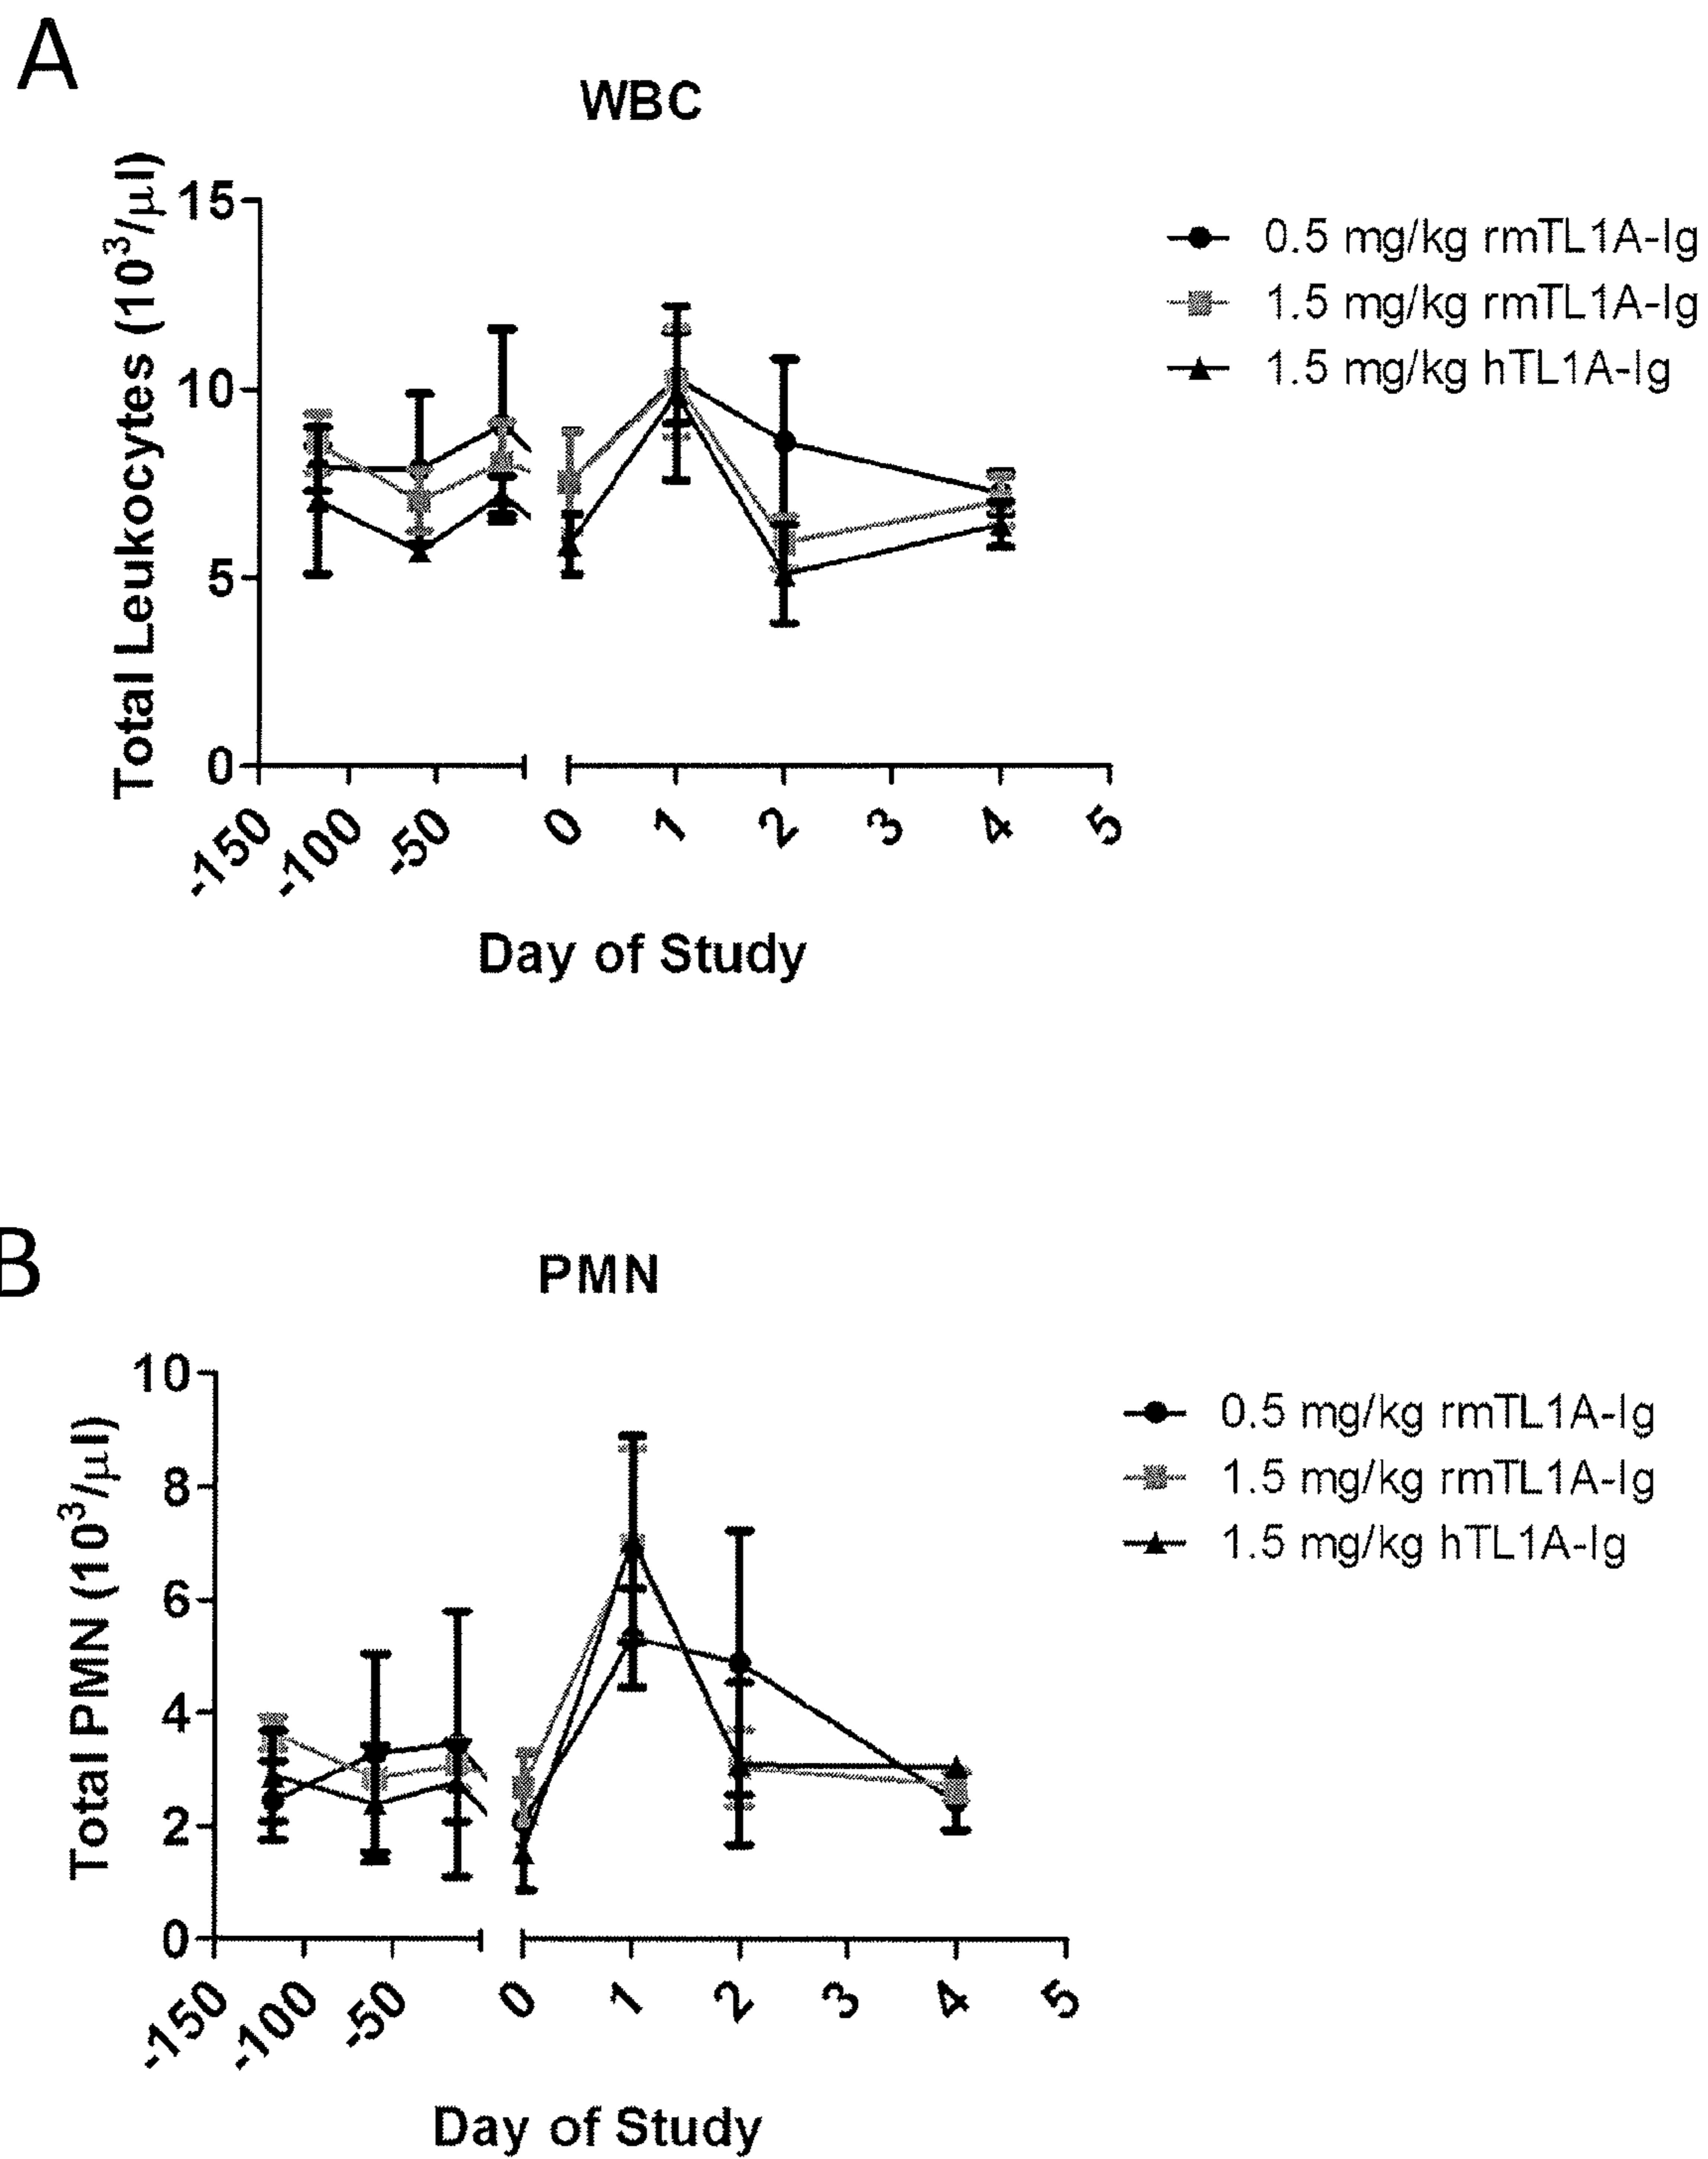 A
WBC
Total Leukocytes (10³/µl)
15
10
5
0
-150
-100
-50
0
1
2
3
4
5
Day of Study
0.5 mg/kg rmTL1A-Ig
1.5 mg/kg rmTL1A-Ig
1.5 mg/kg hTL1A-Ig
B
PMN
Total PMN (10³/µl)
10
8
6
4
2
0
-150
-100
-50
0
1
2
3
4
5
Day of Study
0.5 mg/kg rmTL1A-Ig
1.5 mg/kg rmTL1A-Ig
1.5 mg/kg hTL1A-Ig